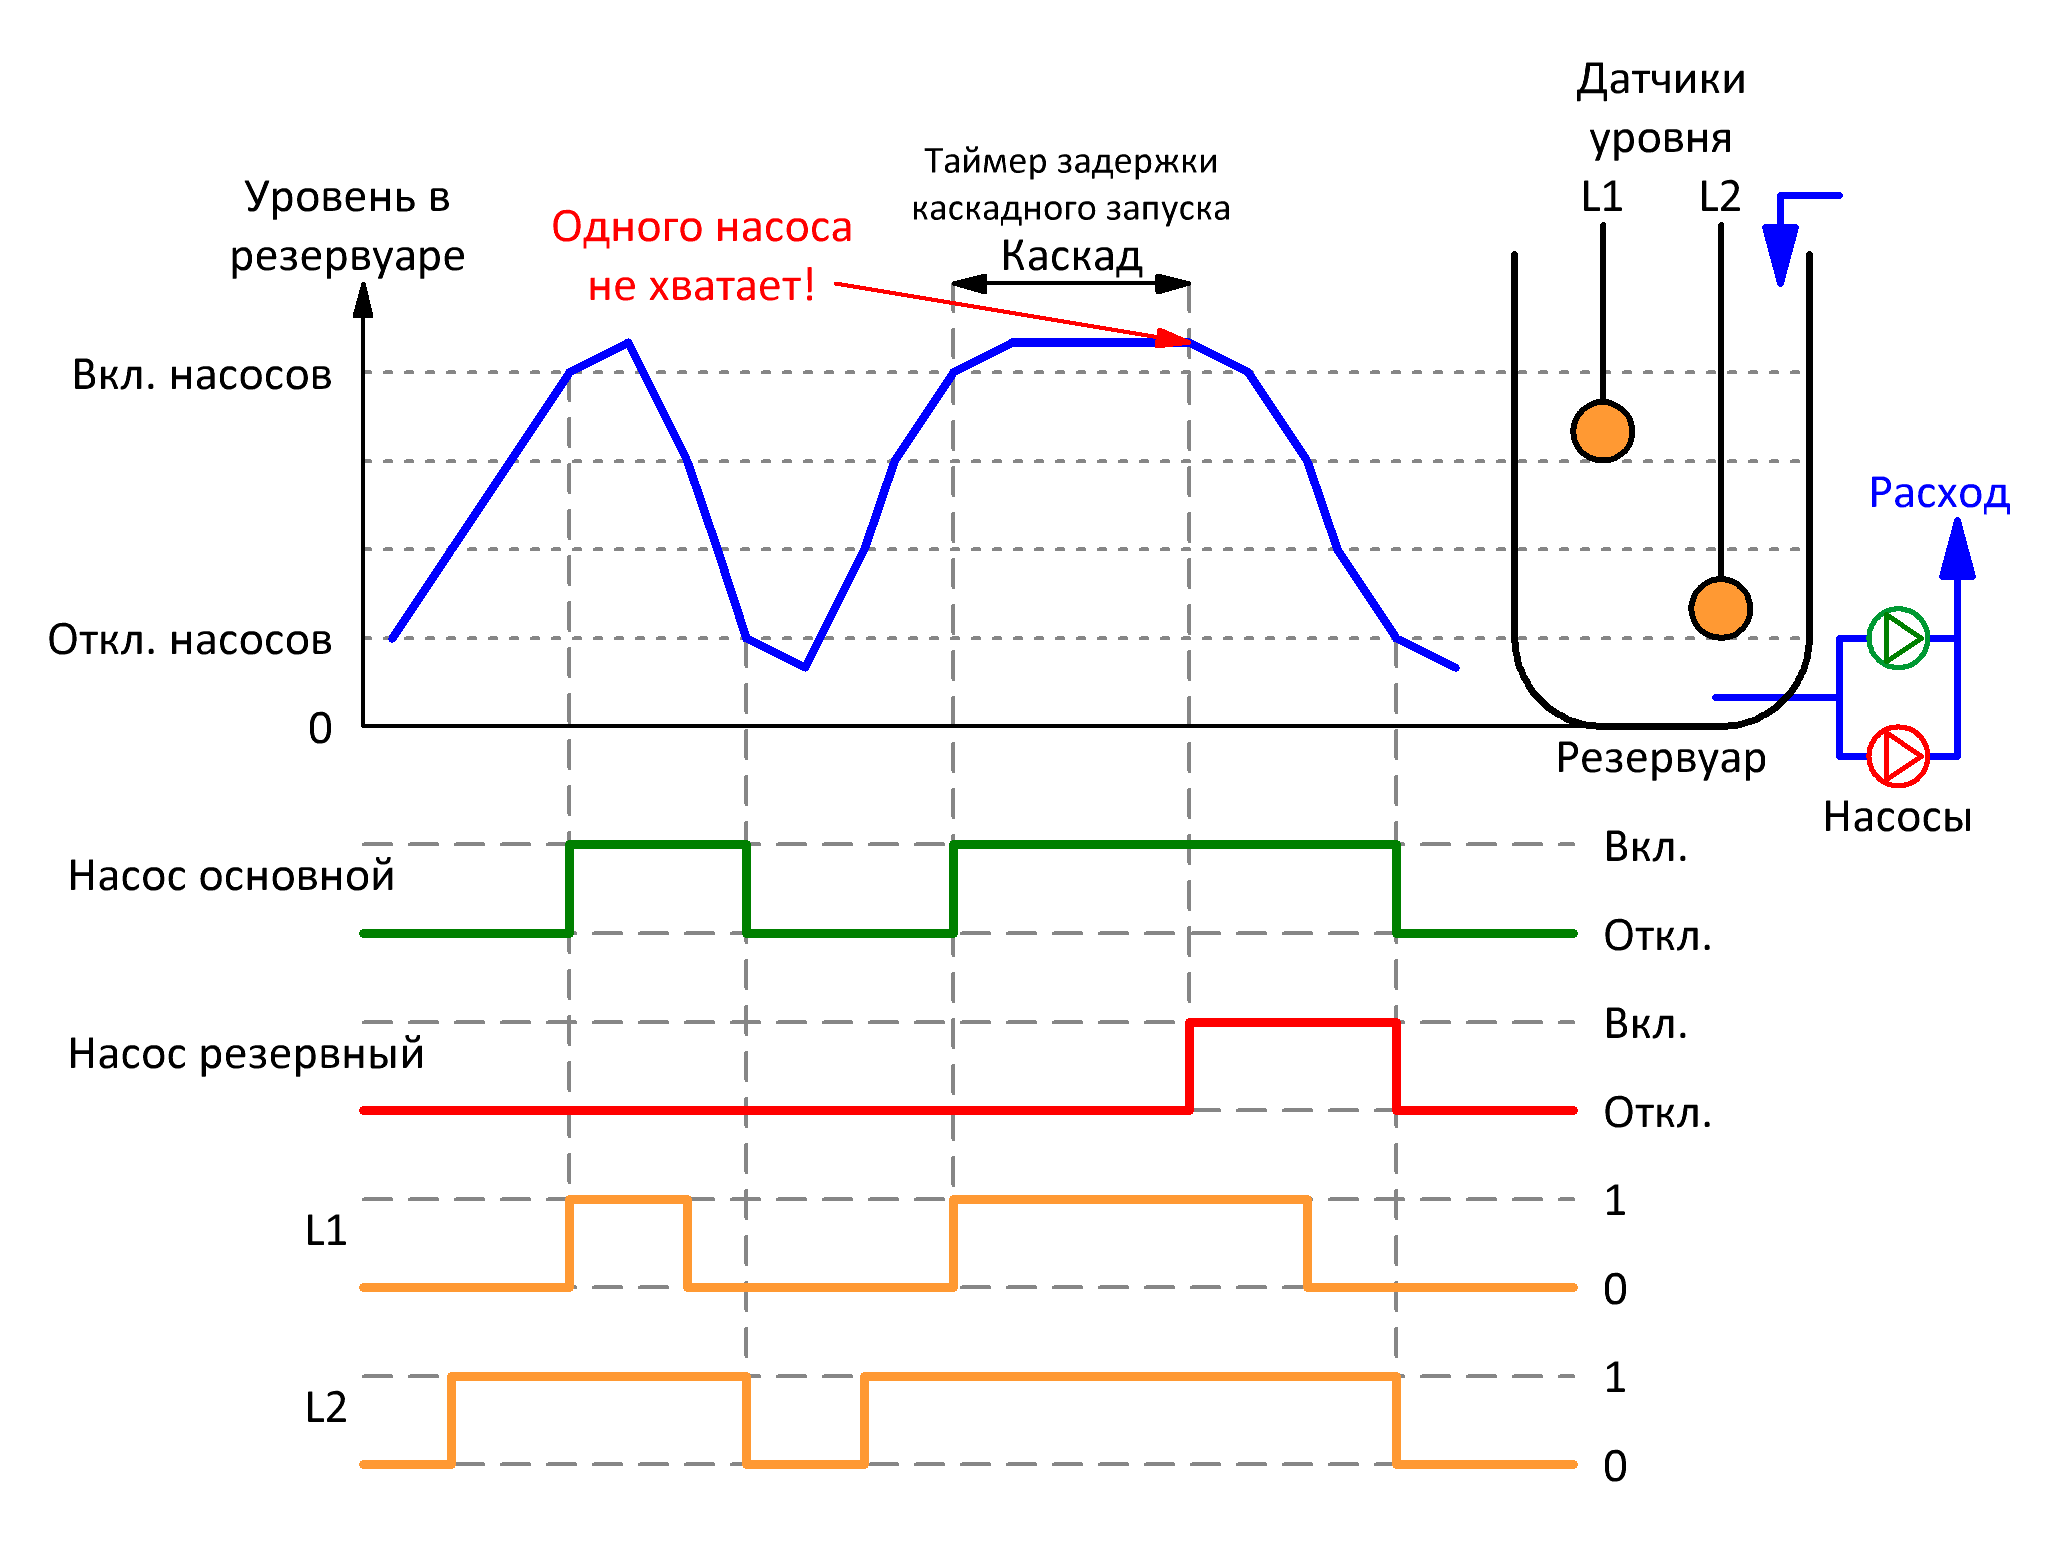 Датчики
уровня
L1 L2
Таймер задержки
каскадного запуска
Каскад
Уровень в
резервуаре
Одного насоса
не хватает!
Вкл. насосов
Откл. насосов
0
Расход
Резервуар
Насосы
Насос основной
Вкл.
Откл.
Насос резервный
Вкл.
Откл.
L1
1
0
L2
1
0